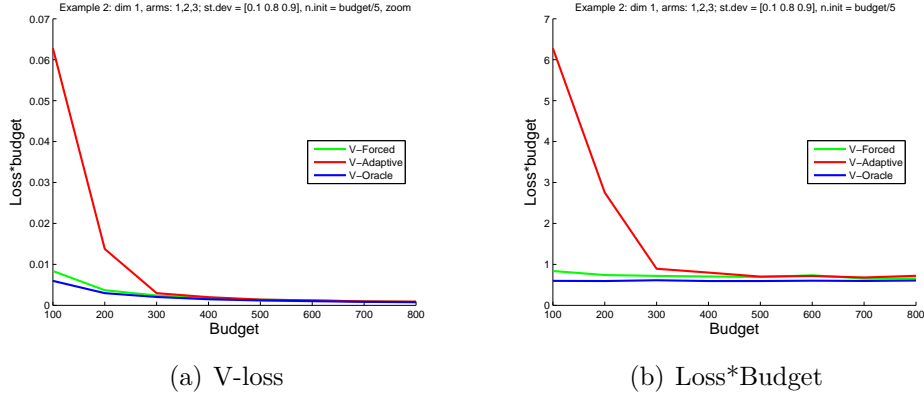 Example 2: dim 1, arms: 1,2,3; st.dev = [0.1 0.8 0.9], n.init = budget/5, zoom
0.07
0.06
0.05
0.04
0.03
0.02
0.01
0
Loss*budget
V−Forced
V−Adaptive
V−Oracle
100 200 300 400 500 600 700 800
Budget
(a) V-loss
Example 2: dim 1, arms: 1,2,3; st.dev = [0.1 0.8 0.9], n.init = budget/5
7
6
5
4
3
2
1
0
Loss*budget
V−Forced
V−Adaptive
V−Oracle
100 200 300 400 500 600 700 800
Budget
(b) Loss*Budget